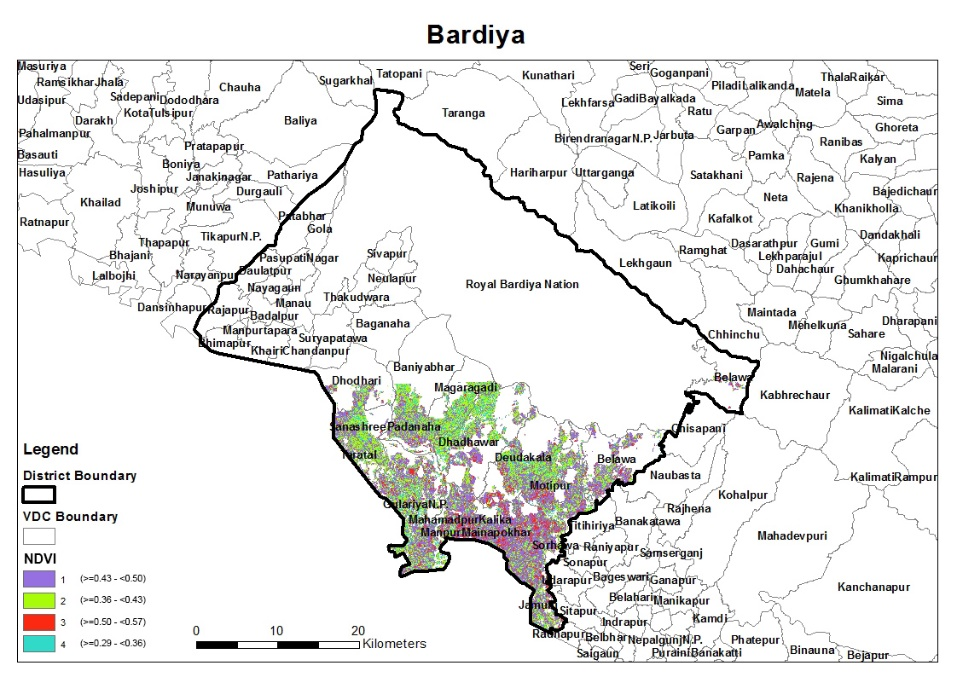 Bardiya
Masuriya
Ramsikhar Jhala
Chauha
Sugarkhal
Tatopani
Kunathari
Seri
Goganpani
Piladi Lalikanda
Matela
ThalaRaikar
Udasipur
Sadepani
Dododhara
KotaTulsipur
Baliya
Taranga
Lekhfarsa
Gadi Bayalkada
Ratu
Sima
Darakh
Pahalmanpur
Birendranagar N.P.
Jarbuta
Garpan
Awalching
Ghoreta
Ranibas
Basauti
Pratapapur
Pamka
Kalyan
Boniya
Hasuliya
Janakinagar
Pathariya
Hariharpur
Uttarganga
Satakhani
Rajena
Joshipur
Durgauli
Neta
Bajedichaur
Khailad
Munuwa
Latikoili
Khanikholla
Ratnapur
Patabhar
Kafalkot
Gola
Thapapur
TikapurN.P.
Dasarathpur
Gumi
Dandakhali
Bhajani
Sivapur
Ramghat
Lekhparajul
PasupatiNagar
Lekhgaun
Dahachaur
Kaprichaur
Lalbojhi
Narayanpur
Daulatpur
Neulapur
Ghumkhahare
Nayagaun
Royal Bardiya Nation
Manau
Thakudwara
Dansinhapur
Rajapur
Badalpur
Maintada
Baganaha
Mehelkuna
Dharapani
Manpurtapara
Suryapatawa
Chhinchu
Sahare
Bhimapur
KhairiChandanpur
Nigalchula
Baniyabhar
Malarani
Dhodhari
Magaragadi
Belawa
Kabhrechaur
KalimatiKalche
Sanashree
Padanaha
Chisapani
Dhadhawar
Legend
Taratal
Deudakala
Belawa
District Boundary
Naubasta
KalimatiRampur
Motipur
Kohalpur
GulariyaN.P.
Rajhena
VDC Boundary
MahamadpurKalika
Titihiriya
Banakatawa
ManpurMainapokhar
Mahadevpuri
Sorhawa
Raniyapur
Samserganj
NDVI
Sonapur
1 (>=0.43 - <0.50)
Udarapur
Bageswari
Ganapur
Kanchanapur
2 (>=0.36 - <0.43)
Belahari
Manikapur
Jamuni
Sitapur
3 (>=0.50 - <0.57)
Indrapur
Kamdi
0 10 20
Kilometers
Radhapur
Belbhar
NepalgunjN.P.
Phatepur
4 (>=0.29 - <0.36)
Saigaun
Puraini
Banakatti
Binauna
Bejapur